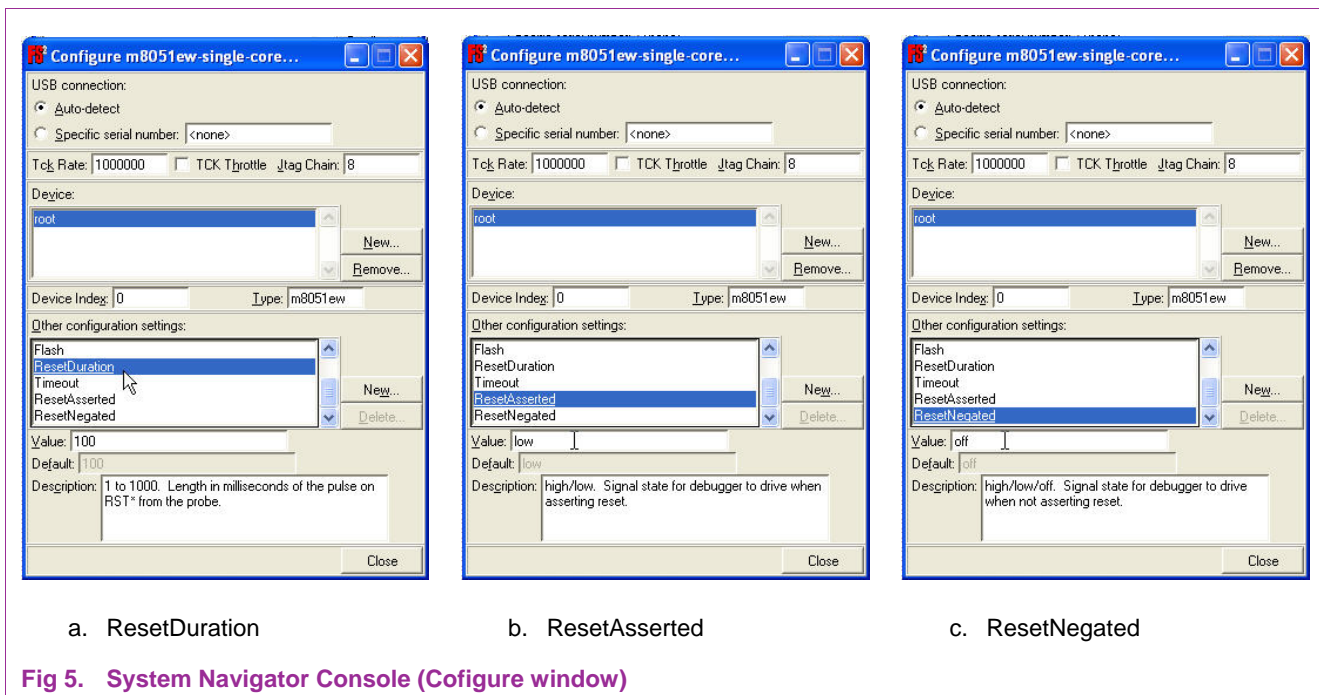 FS² Configure m8051ew-single-core...
USB connection:
Auto-detect
Specific serial number: <none>
Tck Rate: 1000000 TCK Throttle Jtag Chain: 8
Device:
root
New...
Remove...
Device Index: 0 Type: m8051ew
Other configuration settings:
Flash
ResetDuration
Timeout
ResetAsserted
ResetNegated
New...
Delete...
Value: 100
Default: 100
Description: 1 to 1000. Length in milliseconds of the pulse on
RST* from the probe.
Close
a. ResetDuration
FS² Configure m8051ew-single-core...
USB connection:
Auto-detect
Specific serial number: <none>
Tck Rate: 1000000 TCK Throttle Jtag Chain: 8
Device:
root
New...
Remove...
Device Index: 0 Type: m8051ew
Other configuration settings:
Flash
ResetDuration
Timeout
ResetAsserted
ResetNegated
New...
Delete...
Value: low
Default: low
Description: high/low. Signal state for debugger to drive when
asserting reset.
Close
b. ResetAsserted
FS² Configure m8051ew-single-core...
USB connection:
Auto-detect
Specific serial number: <none>
Tck Rate: 1000000 TCK Throttle Jtag Chain: 8
Device:
root
New...
Remove...
Device Index: 0 Type: m8051ew
Other configuration settings:
Flash
ResetDuration
Timeout
ResetAsserted
ResetNegated
New...
Delete...
Value: off
Default: off
Description: high/low/off. Signal state for debugger to drive
when not asserting reset.
Close
c. ResetNegated
Fig 5. System Navigator Console (Cofigure window)